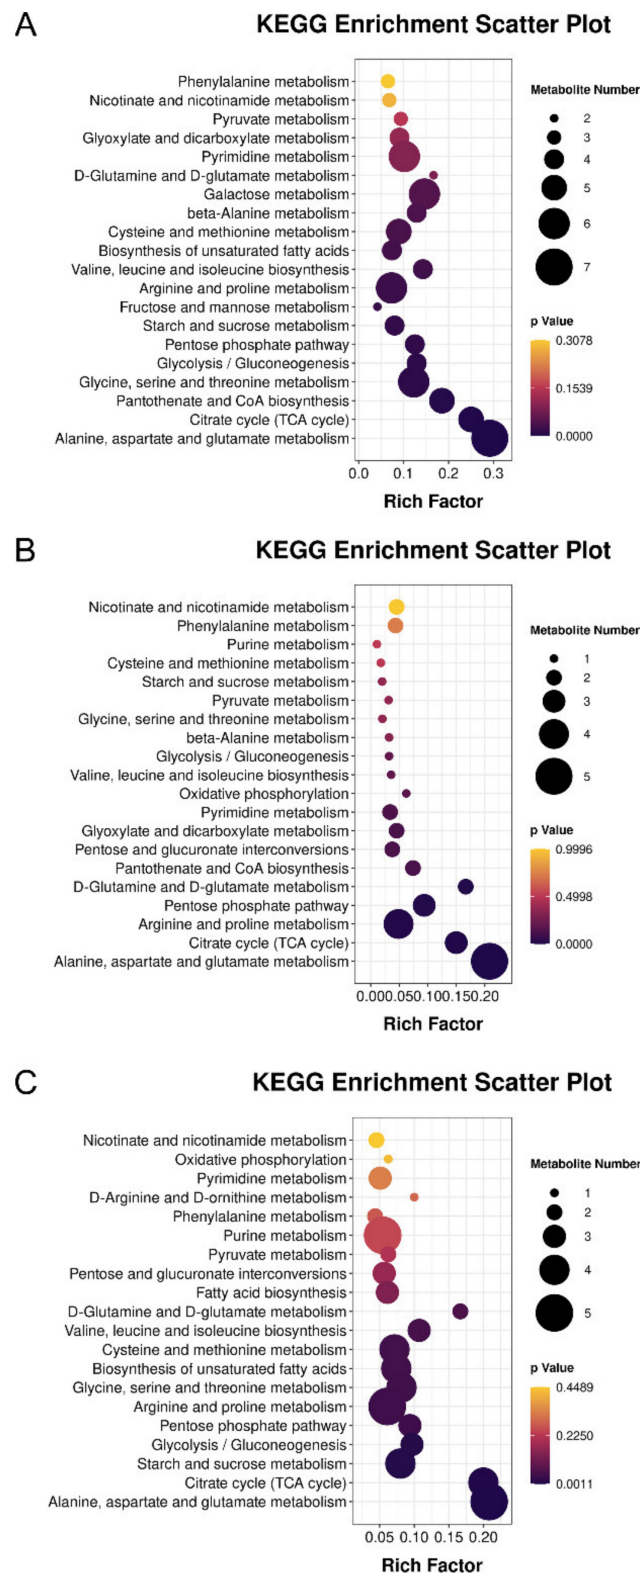 A
KEGG Enrichment Scatter Plot
Phenylalanine metabolism
Nicotinate and nicotinamide metabolism
Pyruvate metabolism
Glyoxylate and dicarboxylate metabolism
Pyrimidine metabolism
D-Glutamine and D-glutamate metabolism
Galactose metabolism
beta-Alanine metabolism
Cysteine and methionine metabolism
Biosynthesis of unsaturated fatty acids
Valine, leucine and isoleucine biosynthesis
Arginine and proline metabolism
Fructose and mannose metabolism
Starch and sucrose metabolism
Pentose phosphate pathway
Glycolysis / Gluconeogenesis
Glycine, serine and threonine metabolism
Pantothenate and CoA biosynthesis
Citrate cycle (TCA cycle)
Alanine, aspartate and glutamate metabolism
0.0 0.1 0.2 0.3
Rich Factor
Metabolite Number
2
3
4
5
6
7
p Value
0.3078
0.1539
0.0000
B
KEGG Enrichment Scatter Plot
Nicotinate and nicotinamide metabolism
Phenylalanine metabolism
Purine metabolism
Cysteine and methionine metabolism
Starch and sucrose metabolism
Pyruvate metabolism
Glycine, serine and threonine metabolism
beta-Alanine metabolism
Glycolysis / Gluconeogenesis
Valine, leucine and isoleucine biosynthesis
Oxidative phosphorylation
Pyrimidine metabolism
Glyoxylate and dicarboxylate metabolism
Pentose and glucuronate interconversions
Pantothenate and CoA biosynthesis
D-Glutamine and D-glutamate metabolism
Pentose phosphate pathway
Arginine and proline metabolism
Citrate cycle (TCA cycle)
Alanine, aspartate and glutamate metabolism
0.00 0.05 0.10 0.15 0.20
Rich Factor
Metabolite Number
1
2
3
4
5
p Value
0.9996
0.4998
0.0000
C
KEGG Enrichment Scatter Plot
Nicotinate and nicotinamide metabolism
Oxidative phosphorylation
Pyrimidine metabolism
D-Arginine and D-ornithine metabolism
Phenylalanine metabolism
Purine metabolism
Pyruvate metabolism
Pentose and glucuronate interconversions
Fatty acid biosynthesis
D-Glutamine and D-glutamate metabolism
Valine, leucine and isoleucine biosynthesis
Cysteine and methionine metabolism
Biosynthesis of unsaturated fatty acids
Glycine, serine and threonine metabolism
Arginine and proline metabolism
Pentose phosphate pathway
Glycolysis / Gluconeogenesis
Starch and sucrose metabolism
Citrate cycle (TCA cycle)
Alanine, aspartate and glutamate metabolism
0.05 0.10 0.15 0.20
Rich Factor
Metabolite Number
1
2
3
4
5
p Value
0.4489
0.2250
0.0011